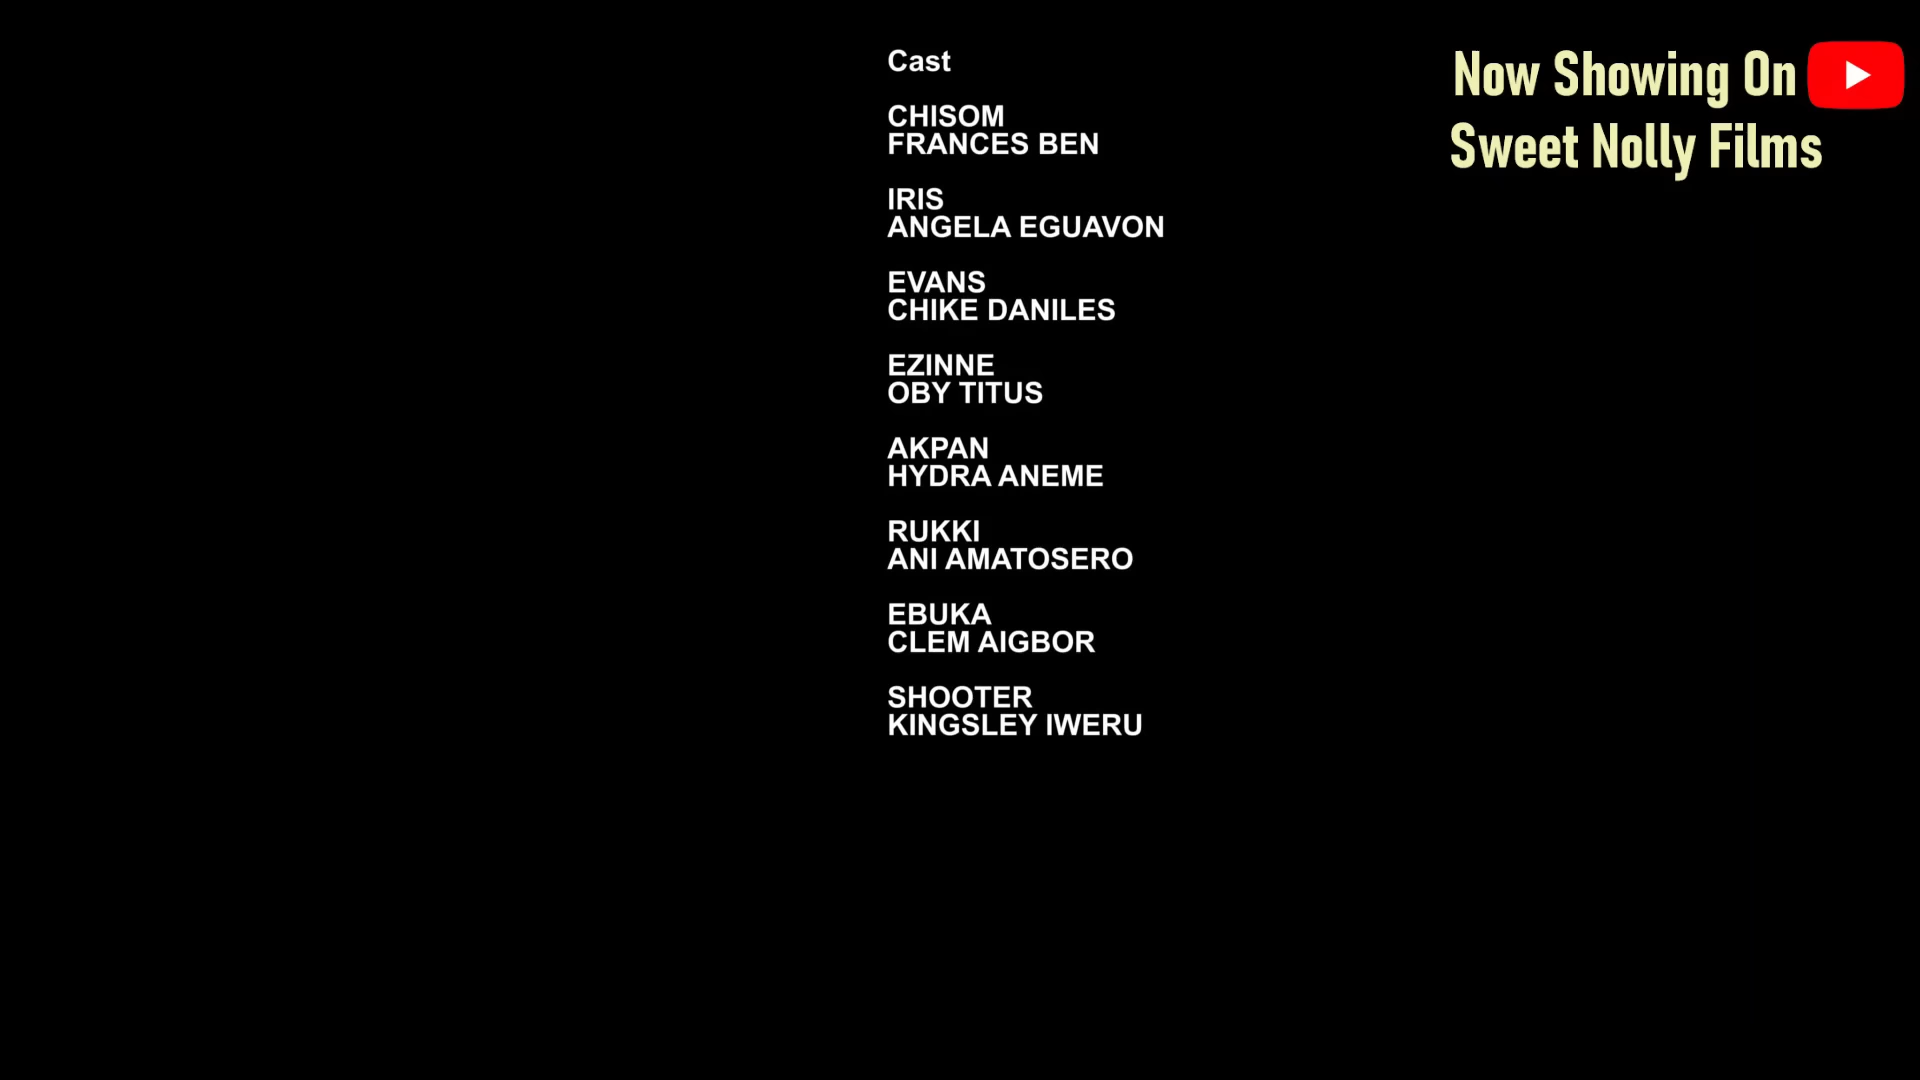 Cast
CHISOM
FRANCES BEN
IRIS
ANGELA EGUAVON
EVANS
CHIKE DANILES
EZINNE
OBY TITUS
AKPAN
HYDRA ANEME
RUKKI
ANI AMATOSERO
EBUKA
CLEM AIGBOR
SHOOTER
KINGSLEY IWERU
Now Showing On
Sweet Nolly Films